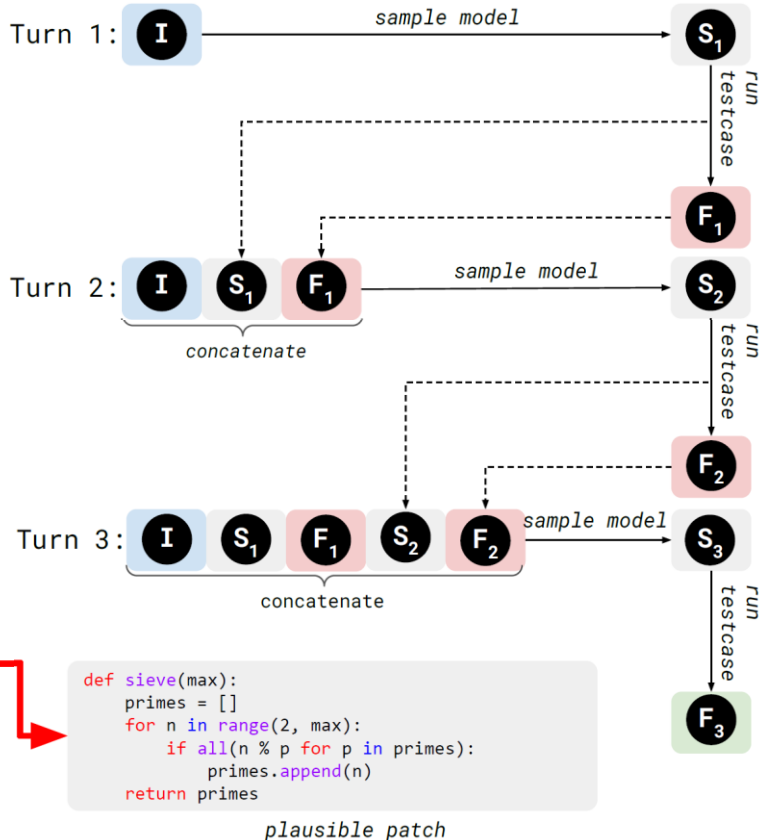 Turn 1: I sample model S1
run testcase
F1
Turn 2: I S1 F1 sample model S2
concatenate
run testcase
F2
Turn 3: I S1 F1 S2 F2 sample model S3
concatenate
run testcase
F3
def sieve(max):
    primes = []
    for n in range(2, max):
        if all(n % p for p in primes):
            primes.append(n)
    return primes
plausible patch